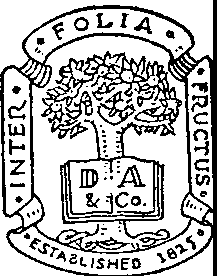 INTER
FOLIA
FRUCTUS
D A
& Co.
ESTABLISHED 1825